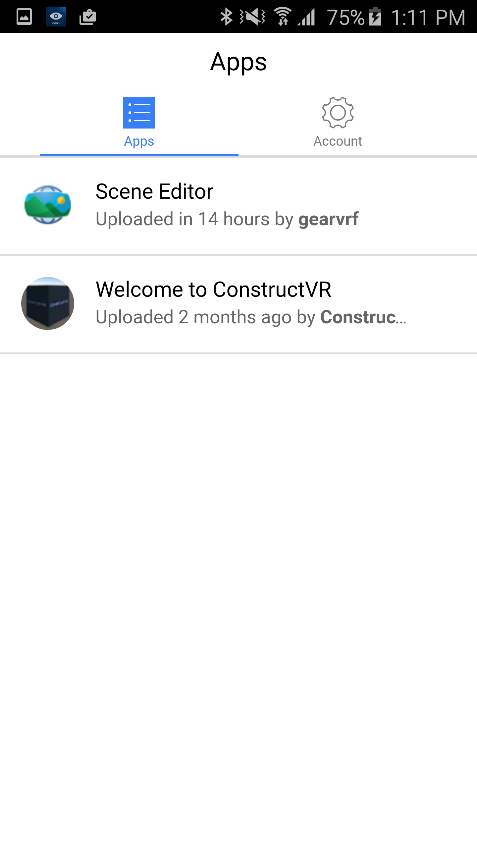 75% 1:11 PM
Apps
Apps
Account
Scene Editor
Uploaded in 14 hours by gearvrf
Welcome to ConstructVR
Uploaded 2 months ago by Construc...